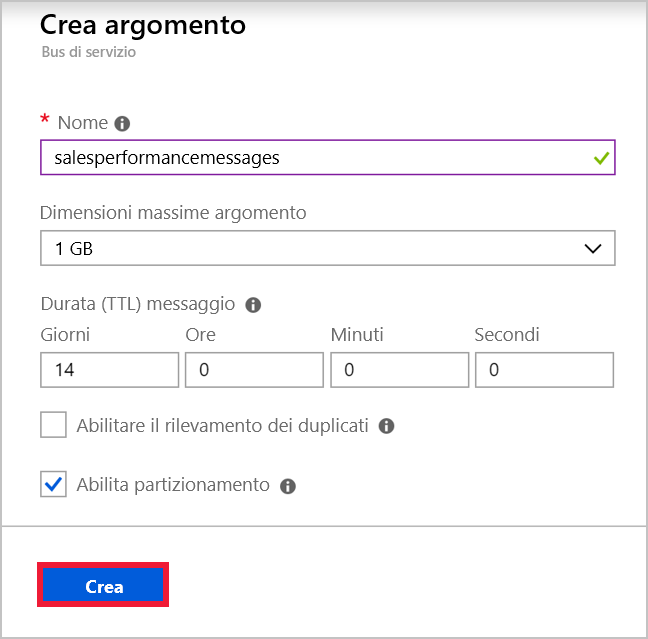 Crea argomento
Bus di servizio
* Nome
salesperformancemessages
Dimensioni massime argomento
1 GB
Durata (TTL) messaggio
Giorni Ore Minuti Secondi
14 0 0 0
Abilitare il rilevamento dei duplicati
Abilita partizionamento
Crea